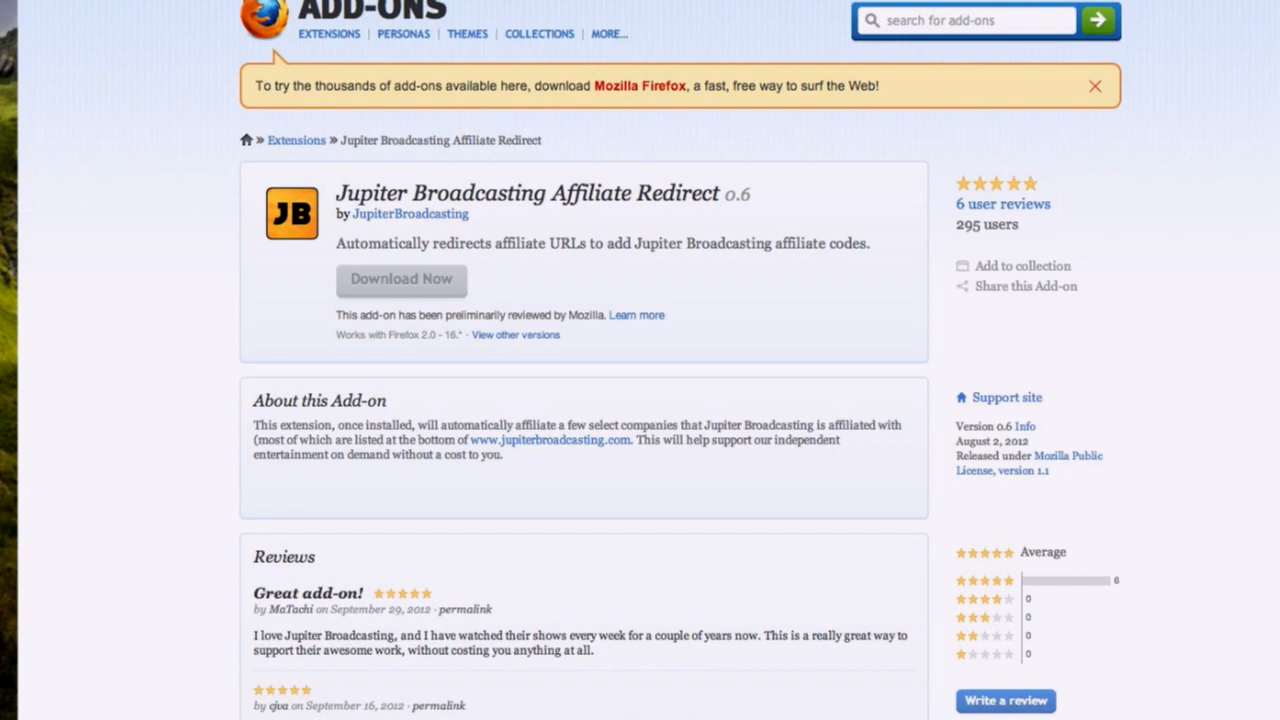 ADD-ONS
EXTENSIONS | PERSONAS | THEMES | COLLECTIONS | MORE...
search for add-ons
To try the thousands of add-ons available here, download Mozilla Firefox, a fast, free way to surf the Web!
» Extensions » Jupiter Broadcasting Affiliate Redirect
JB
Jupiter Broadcasting Affiliate Redirect 0.6
by JupiterBroadcasting
Automatically redirects affiliate URLs to add Jupiter Broadcasting affiliate codes.
Download Now
This add-on has been preliminarily reviewed by Mozilla. Learn more
Works with Firefox 2.0 - 16.* · View other versions
6 user reviews
295 users
Add to collection
Share this Add-on
About this Add-on
This extension, once installed, will automatically affiliate a few select companies that Jupiter Broadcasting is affiliated with
(most of which are listed at the bottom of www.jupiterbroadcasting.com. This will help support our independent
entertainment on demand without a cost to you.
Support site
Version 0.6 Info
August 2, 2012
Released under Mozilla Public
License, version 1.1
Reviews
Great add-on!
by MaTachi on September 29, 2012 · permalink
I love Jupiter Broadcasting, and I have watched their shows every week for a couple of years now. This is a really great way to
support their awesome work, without costing you anything at all.
by cjva on September 16, 2012 · permalink
Average
6
0
0
0
0
Write a review